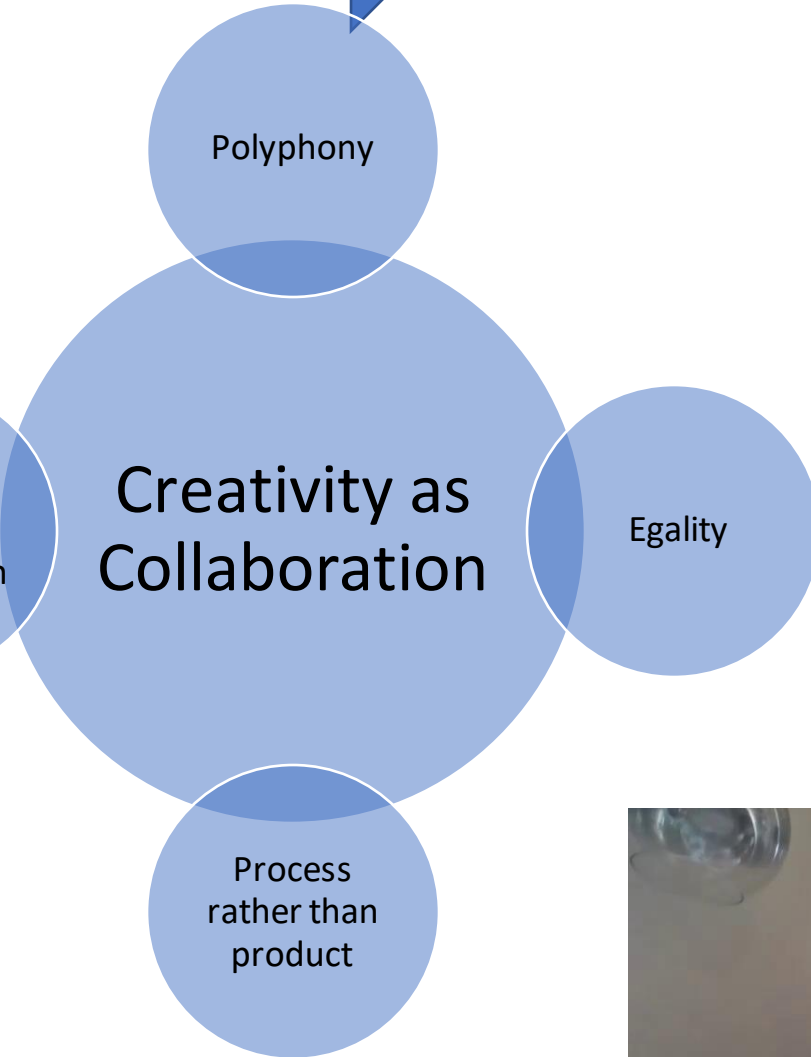 Polyphony
Creativity as
Collaboration
Egality
Process
rather than
product